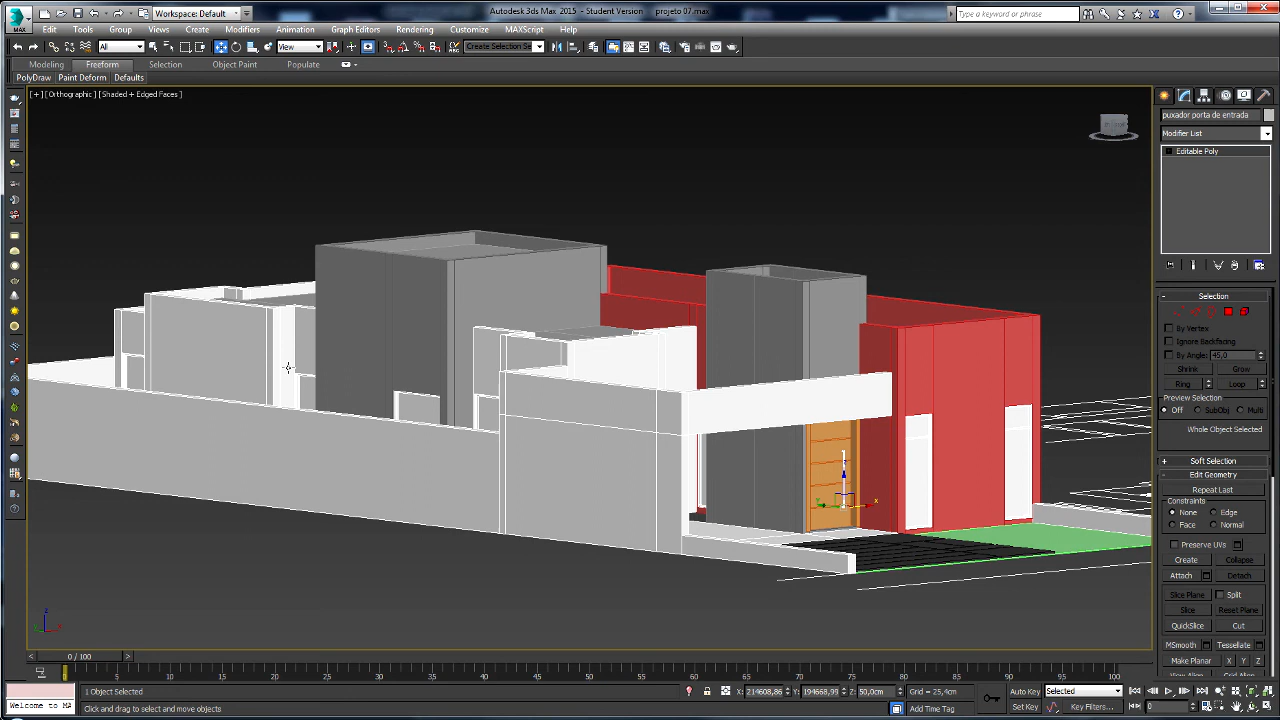 MAX
Workspace: Default
Autodesk 3ds Max 2015 - Student Version    projeto 07.max
Type a keyword or phrase
Edit Tools Group Views Create Modifiers Animation Graph Editors Rendering Customize MAXScript Help
All
View
Create Selection Se
Modeling Freeform Selection Object Paint Populate
PolyDraw Paint Deform Defaults
[+] [Orthographic] [Shaded + Edged Faces]
puxador porta de entrada
Modifier List
Editable Poly
Selection
By Vertex
Ignore Backfacing
By Angle: 45,0
Shrink Grow
Ring Loop
Preview Selection
Off SubObj Multi
Whole Object Selected
Soft Selection
Edit Geometry
Repeat Last
Constraints
None Edge
Face Normal
Preserve UVs
Create Collapse
Attach Detach
Slice Plane Split
Slice Reset Plane
QuickSlice Cut
MSmooth Tessellate
Make Planar X Y Z
View Align Grid Align
0 / 100
5 10 15 20 25 30 35 40 45 50 55 60 65 70 75 80 85 90 95 100
1 Object Selected
X: 214608,86 Y: 194668,99 Z: 50,0cm
Grid = 25,4cm
Auto Key Selected
Welcome to MA
Click and drag to select and move objects
Add Time Tag
Set Key Key Filters... 0